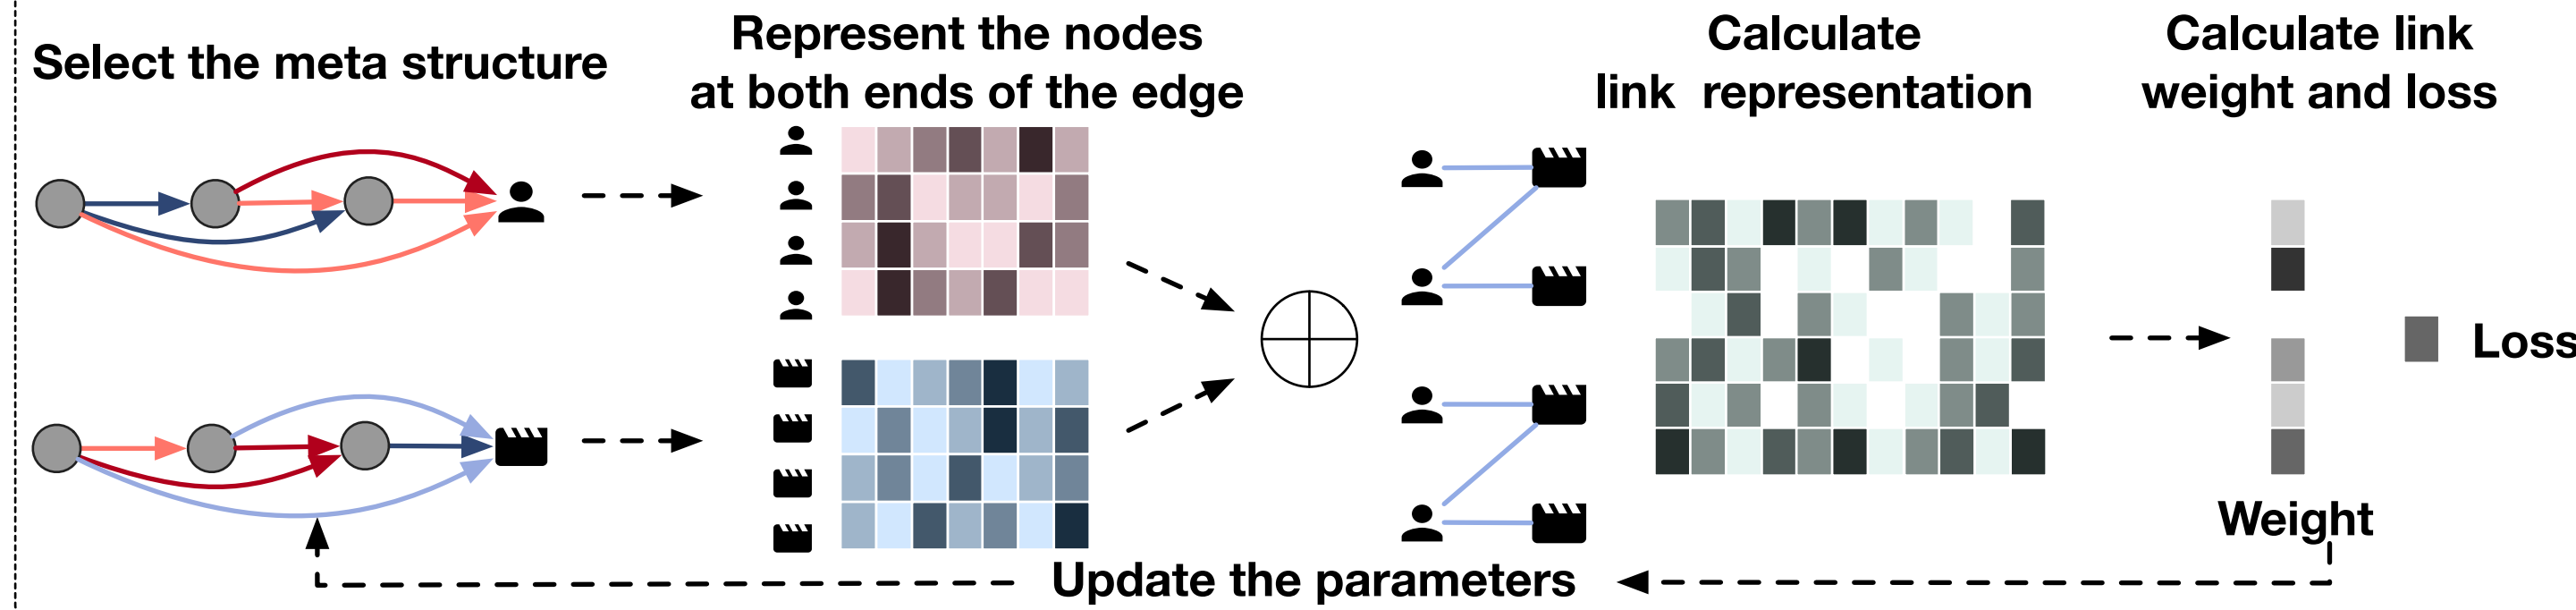 Select the meta structure
Represent the nodes
at both ends of the edge
Calculate
link representation
Calculate link
weight and loss
Loss
Weight
Update the parameters